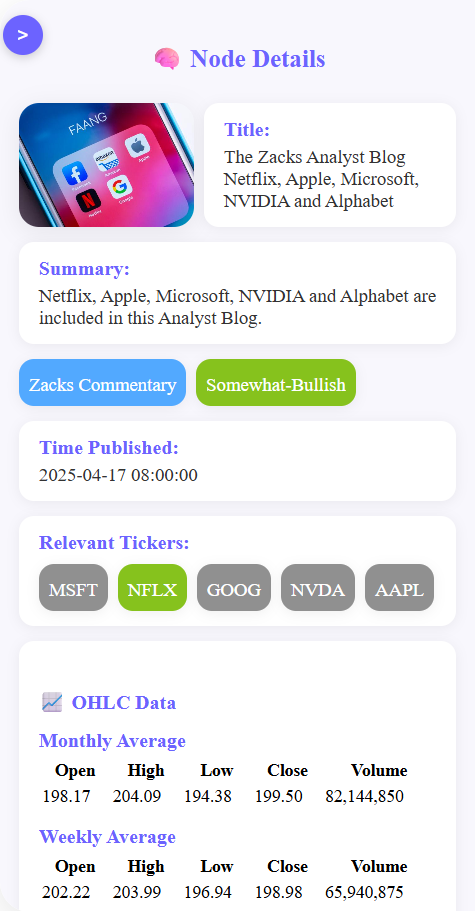 >
🧠 Node Details
FAANG
Facebook
amazon
Amazon
Apple
Netflix
Google
Title:
The Zacks Analyst Blog
Netflix, Apple, Microsoft,
NVIDIA and Alphabet
Summary:
Netflix, Apple, Microsoft, NVIDIA and Alphabet are
included in this Analyst Blog.
Zacks Commentary
Somewhat-Bullish
Time Published:
2025-04-17 08:00:00
Relevant Tickers:
MSFT NFLX GOOG NVDA AAPL
📈 OHLC Data
Monthly Average
Open High Low Close Volume
198.17 204.09 194.38 199.50 82,144,850
Weekly Average
Open High Low Close Volume
202.22 203.99 196.94 198.98 65,940,875